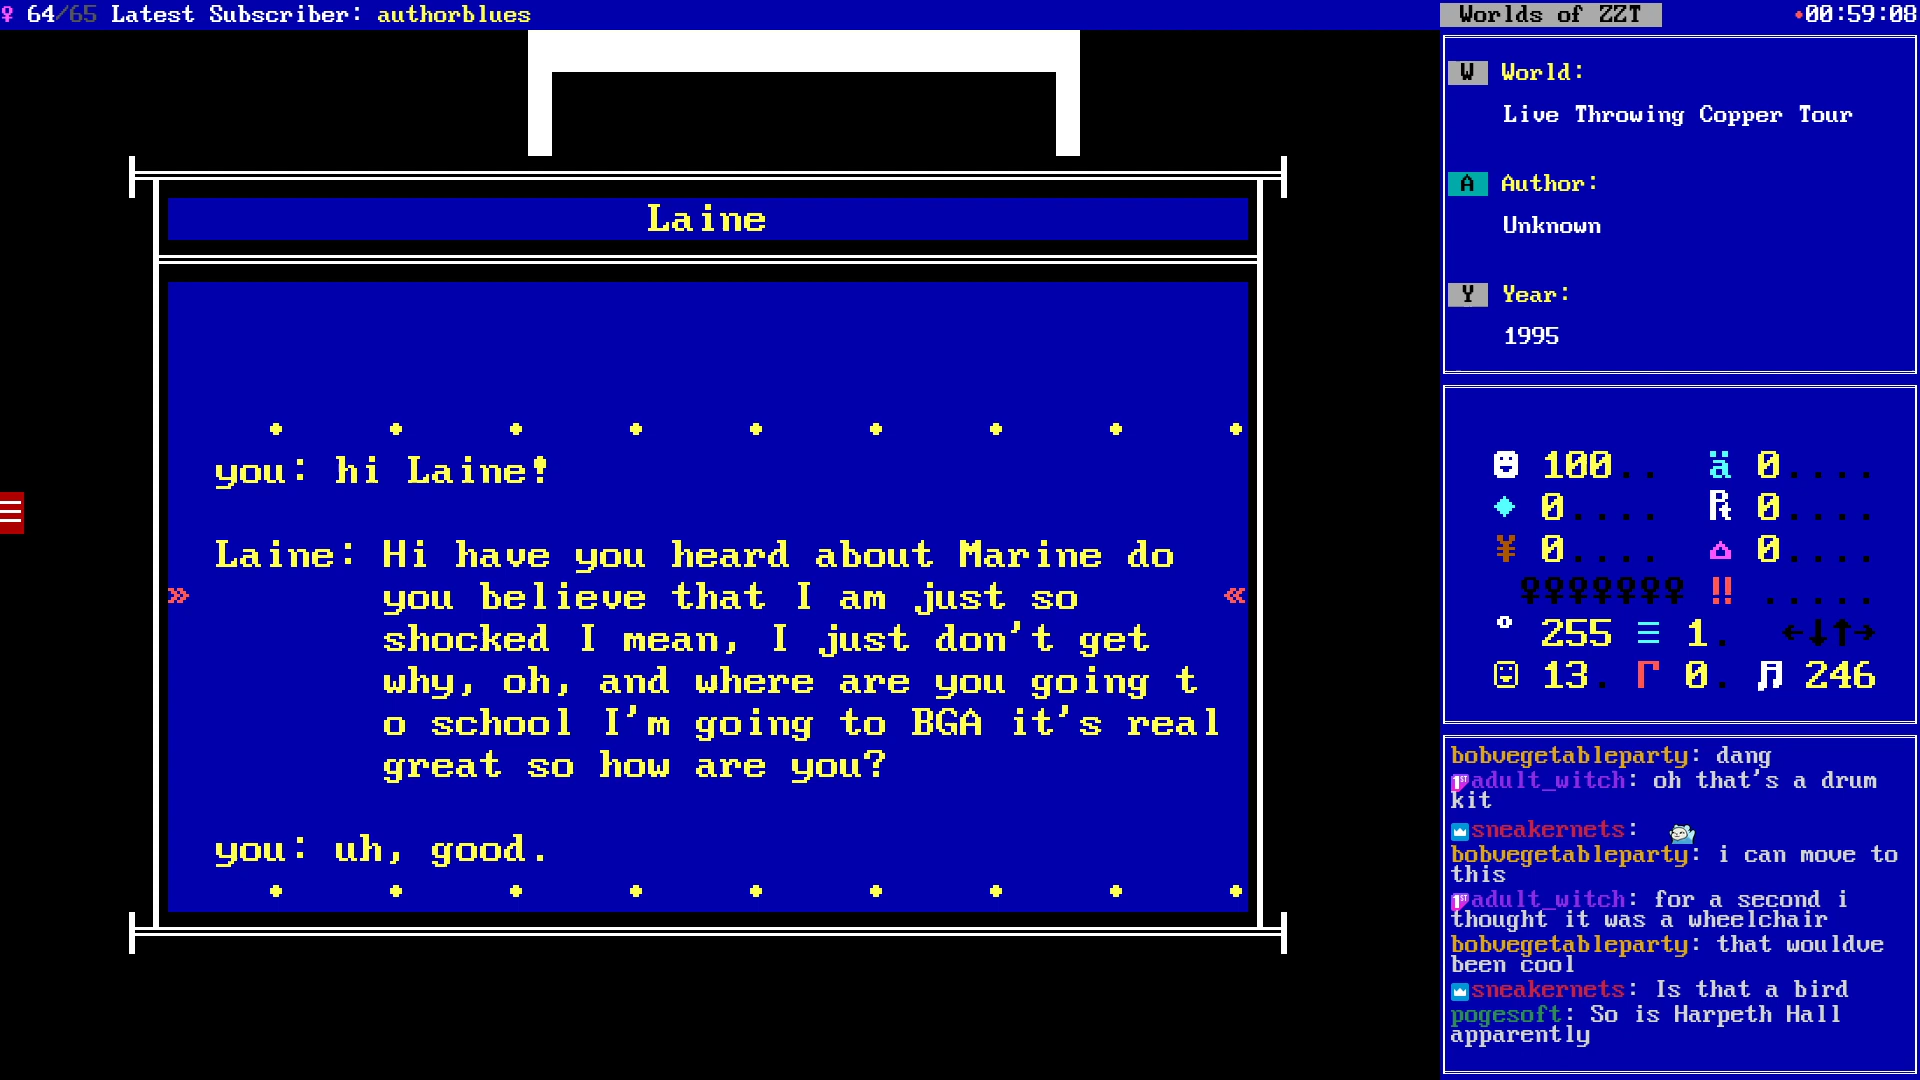 ♀ 64/65 Latest Subscriber: authorblues
Worlds of ZZT
•00:59:08
Laine
you: hi Laine!
Laine: Hi have you heard about Marine do
» you believe that I am just so «
shocked I mean, I just don't get
why, oh, and where are you going t
o school I'm going to BGA it's real
great so how are you?
you: uh, good.
W World:
Live Throwing Copper Tour
A Author:
Unknown
Y Year:
1995
100.. ä 0....
0.... ℞ 0....
¥ 0.... 0....
♀♀♀♀♀♀♀ ‼ .....
° 255 ≡ 1. ←↓↑→
13. Γ 0. ♬ 246
bobvegetableparty: dang
adult_witch: oh that's a drum
kit
sneakernets:
bobvegetableparty: i can move to
this
adult_witch: for a second i
thought it was a wheelchair
bobvegetableparty: that wouldve
been cool
sneakernets: Is that a bird
pogesoft: So is Harpeth Hall
apparently